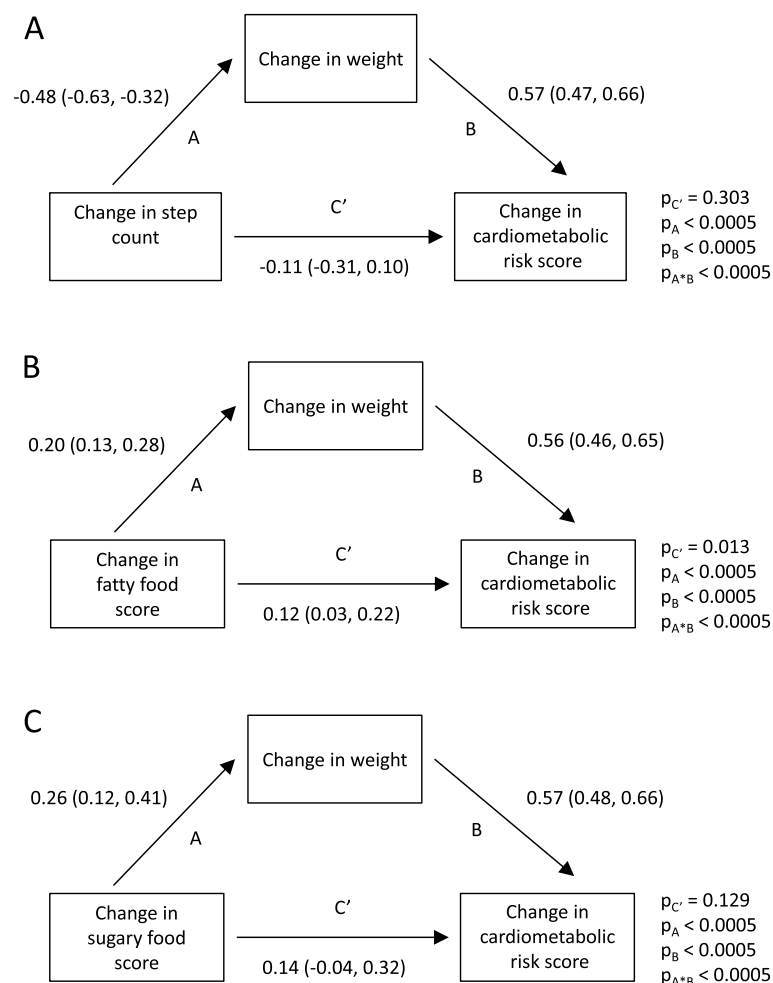 A
Change in weight
-0.48 (-0.63, -0.32)
0.57 (0.47, 0.66)
A
B
Change in step
count
C’
-0.11 (-0.31, 0.10)
Change in
cardiometabolic
risk score
pC’ = 0.303
pA < 0.0005
pB < 0.0005
pA*B < 0.0005
B
Change in weight
0.20 (0.13, 0.28)
0.56 (0.46, 0.65)
A
B
Change in
fatty food
score
C’
0.12 (0.03, 0.22)
Change in
cardiometabolic
risk score
pC’ = 0.013
pA < 0.0005
pB < 0.0005
pA*B < 0.0005
C
Change in weight
0.26 (0.12, 0.41)
0.57 (0.48, 0.66)
A
B
Change in
sugary food
score
C’
0.14 (-0.04, 0.32)
Change in
cardiometabolic
risk score
pC’ = 0.129
pA < 0.0005
pB < 0.0005
pA*B < 0.0005